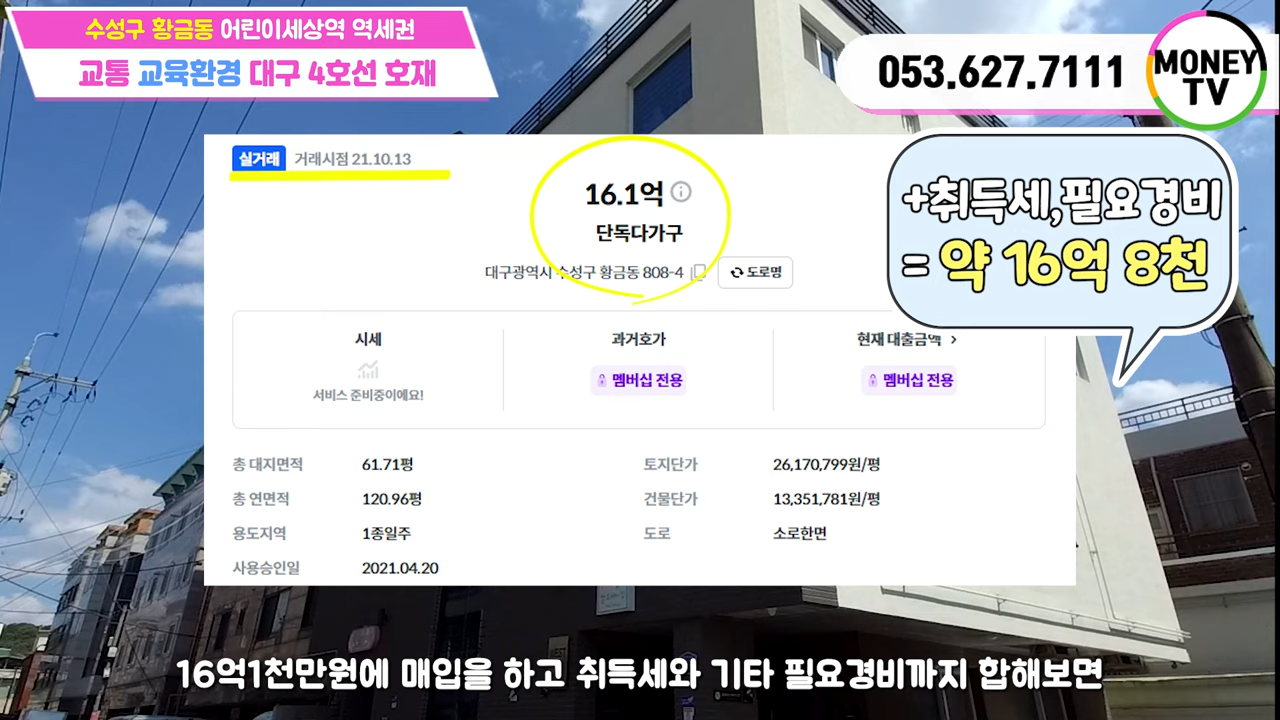 수성구 황금동 어린이세상역 역세권
교통 교육환경 대구 4호선 호재
053.627.7111
MONEY
TV
실거래 거래시점 21.10.13
16.1억
단독다가구
대구광역시 수성구 황금동 808-4 도로명
+취득세,필요경비
= 약 16억 8천
시세 과거호가 현재 대출금액 >
서비스 준비중이에요! 멤버십 전용 멤버십 전용
총 대지면적 61.71평 토지단가 26,170,799원/평
총 연면적 120.96평 건물단가 13,351,781원/평
용도지역 1종일주 도로 소로한면
사용승인일 2021.04.20
16억1천만원에 매입을 하고 취득세와 기타 필요경비까지 합해보면